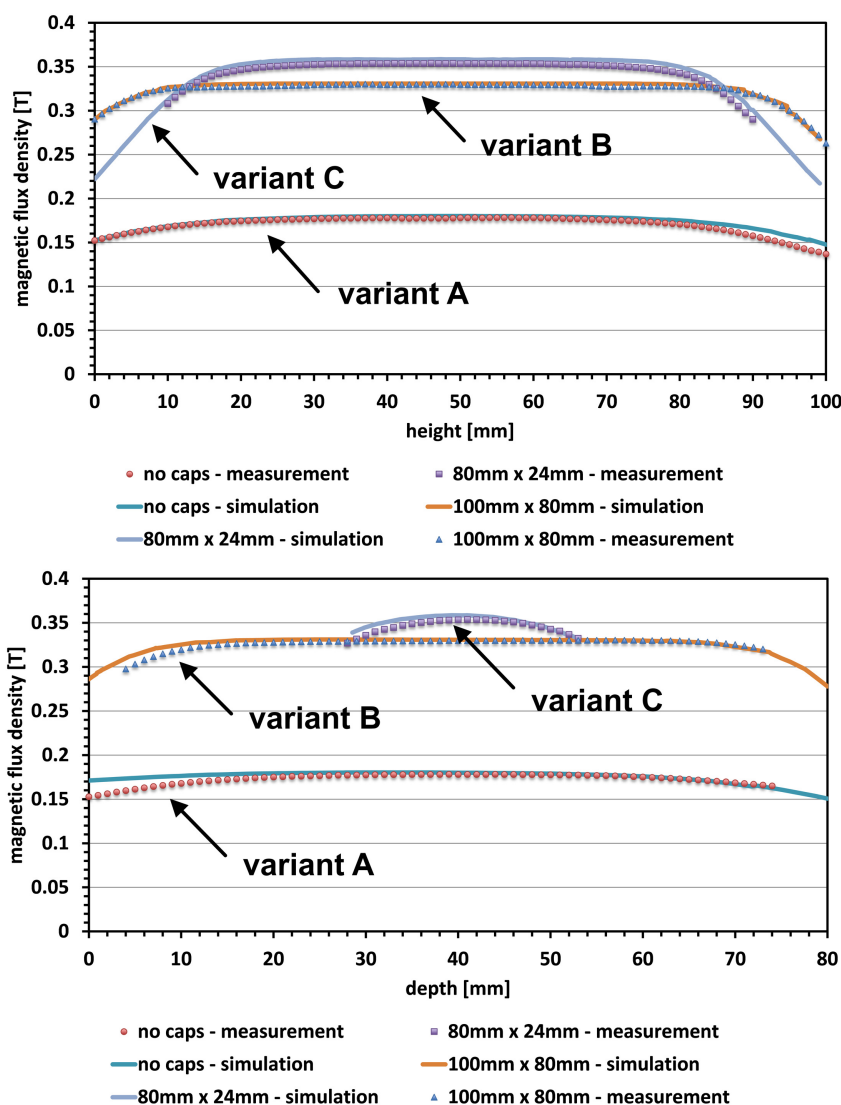 magnetic flux density [T]
0.4
0.35
0.3
0.25
0.2
0.15
0.1
0.05
0
variant C
variant B
variant A
0 10 20 30 40 50 60 70 80 90 100
height [mm]
no caps - measurement 80mm x 24mm - measurement
no caps - simulation 100mm x 80mm - simulation
80mm x 24mm - simulation 100mm x 80mm - measurement
magnetic flux density [T]
0.4
0.35
0.3
0.25
0.2
0.15
0.1
0.05
0
variant B
variant C
variant A
0 10 20 30 40 50 60 70 80
depth [mm]
no caps - measurement 80mm x 24mm - measurement
no caps - simulation 100mm x 80mm - simulation
80mm x 24mm - simulation 100mm x 80mm - measurement